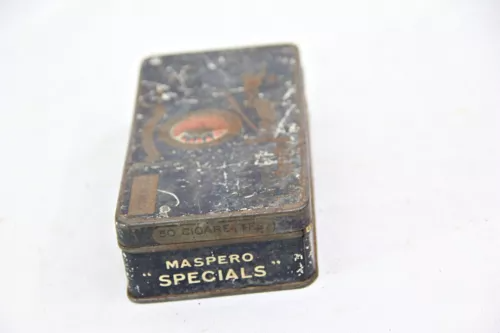 50 CIGARETTES
MASPERO
"SPECIALS"